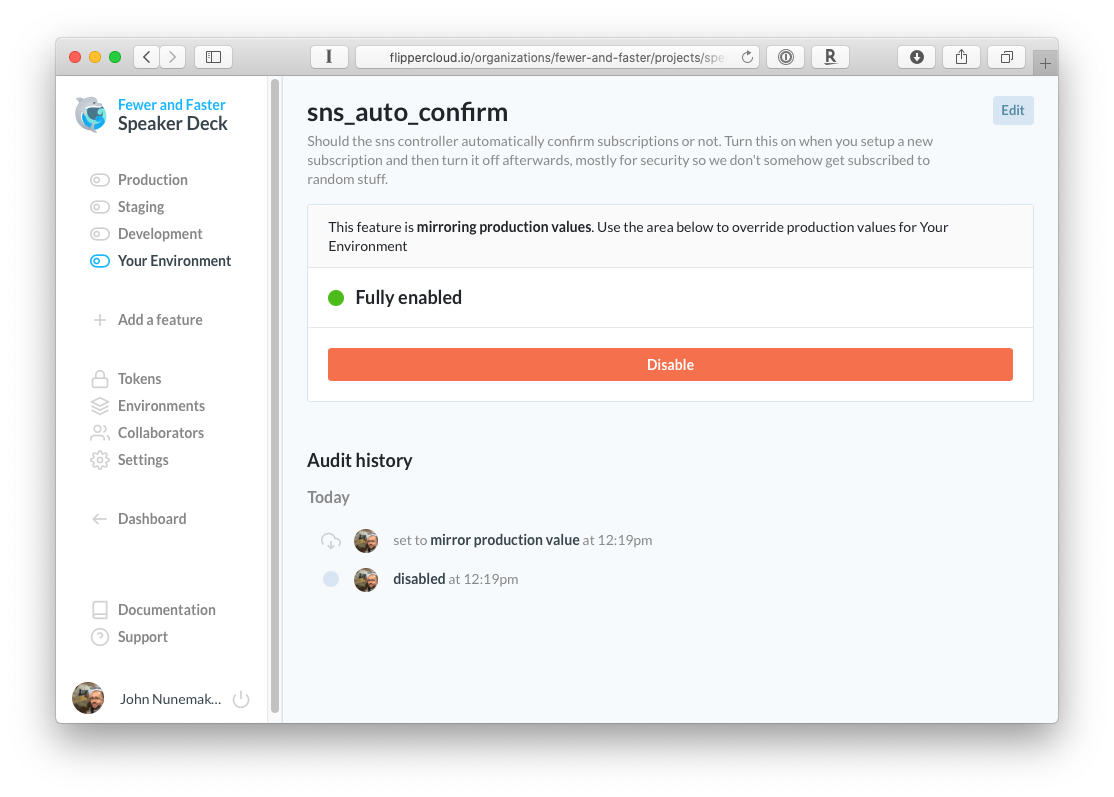 flippercloud.io/organizations/fewer-and-faster/projects/spe
Fewer and Faster
Speaker Deck
Production
Staging
Development
Your Environment
Add a feature
Tokens
Environments
Collaborators
Settings
Dashboard
Documentation
Support
John Nunemak...
sns_auto_confirm
Edit
Should the sns controller automatically confirm subscriptions or not. Turn this on when you setup a new
subscription and then turn it off afterwards, mostly for security so we don't somehow get subscribed to
random stuff.
This feature is mirroring production values. Use the area below to override production values for Your
Environment
Fully enabled
Disable
Audit history
Today
set to mirror production value at 12:19pm
disabled at 12:19pm